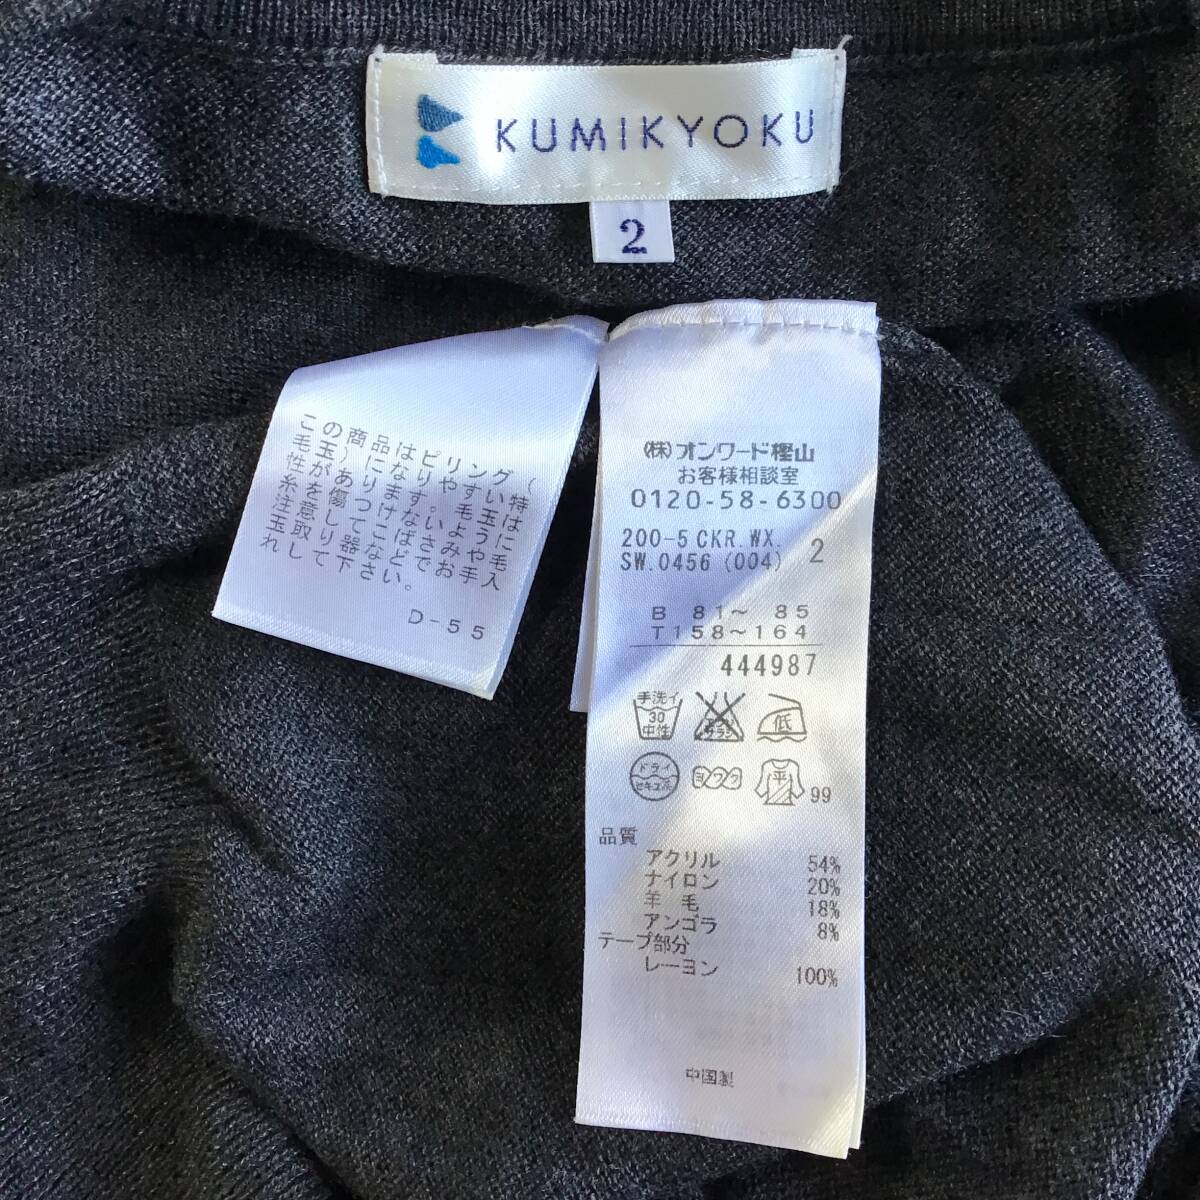 KUMIKYOKU
2
この商品はピリング（
毛玉）になりやすい特
性があります。毛玉は
糸を傷つけないように
注意してこばさみや毛
玉取り器などでお手入
れして下さい。
D-55
(株)オンワード樫山
お客様相談室
0120-58-6300
200-5 CKR. WX.
SW. 0456 (004) 2
B 81～ 85
T158～164
444987
手洗イ
30
中性
エンソ
サラシ
低
ドライ
セキユ系
ヨワク
平
99
品質
アクリル 54%
ナイロン 20%
羊 毛 18%
アンゴラ 8%
テープ部分
レーヨン 100%
中国製